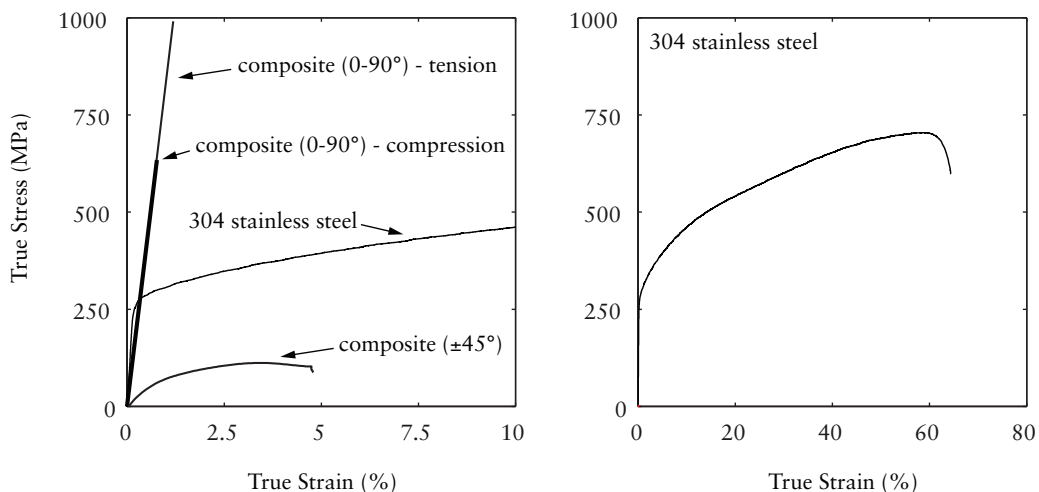 True Stress (MPa)
1000
750
500
250
0
composite (0-90°) - tension
composite (0-90°) - compression
304 stainless steel
composite (±45°)
0 2.5 5 7.5 10
True Strain (%)
1000
750
500
250
0
304 stainless steel
0 20 40 60 80
True Strain (%)